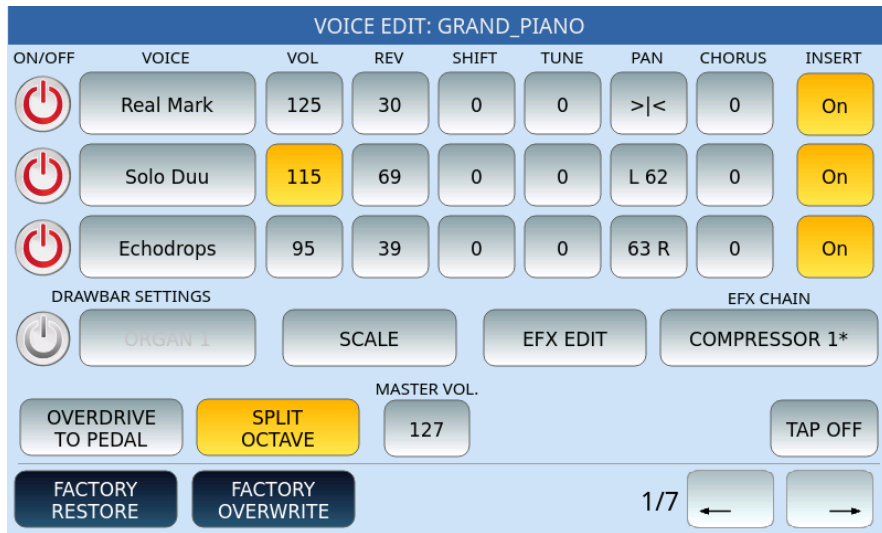 VOICE EDIT: GRAND_PIANO
ON/OFF VOICE VOL REV SHIFT TUNE PAN CHORUS INSERT
Real Mark 125 30 0 0 >|< 0 On
Solo Duu 115 69 0 0 L 62 0 On
Echodrops 95 39 0 0 63 R 0 On
DRAWBAR SETTINGS EFX CHAIN
ORGAN 1 SCALE EFX EDIT COMPRESSOR 1*
MASTER VOL.
OVERDRIVE
TO PEDAL
SPLIT
OCTAVE
127
TAP OFF
FACTORY
RESTORE
FACTORY
OVERWRITE
1/7 ← →